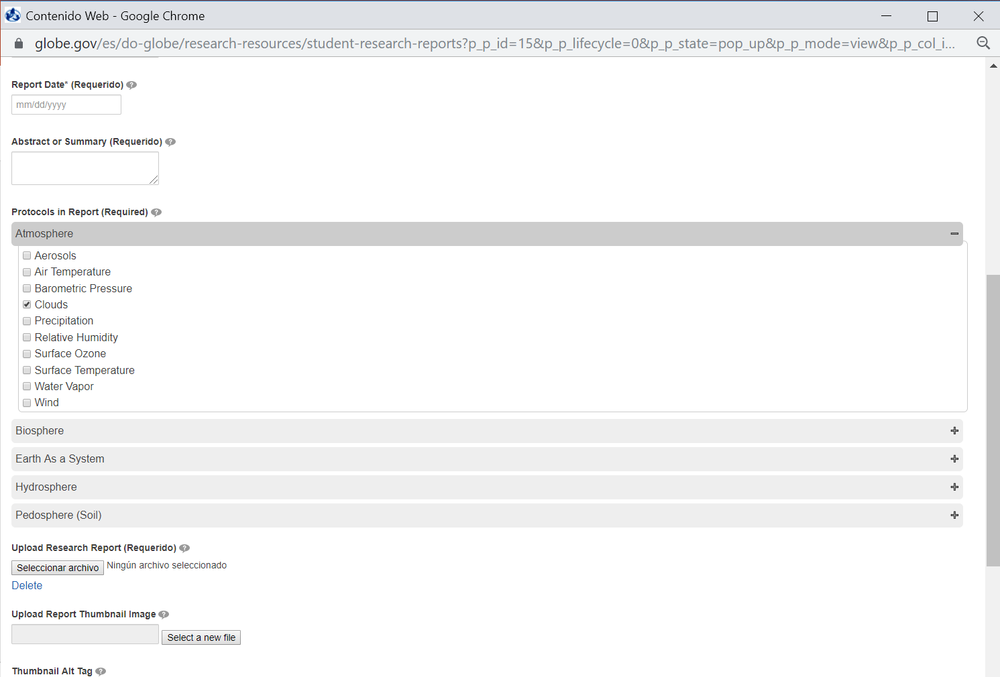 Contenido Web - Google Chrome
globe.gov/es/do-globe/research-resources/student-research-reports?p_p_id=15&p_p_lifecycle=0&p_p_state=pop_up&p_p_mode=view&p_p_col_i...
Report Date* (Requerido)
mm/dd/yyyy
Abstract or Summary (Requerido)
Protocols in Report (Required)
Atmosphere
Aerosols
Air Temperature
Barometric Pressure
Clouds
Precipitation
Relative Humidity
Surface Ozone
Surface Temperature
Water Vapor
Wind
Biosphere
Earth As a System
Hydrosphere
Pedosphere (Soil)
Upload Research Report (Requerido)
Seleccionar archivo Ningún archivo seleccionado
Delete
Upload Report Thumbnail Image
Select a new file
Thumbnail Alt Tag